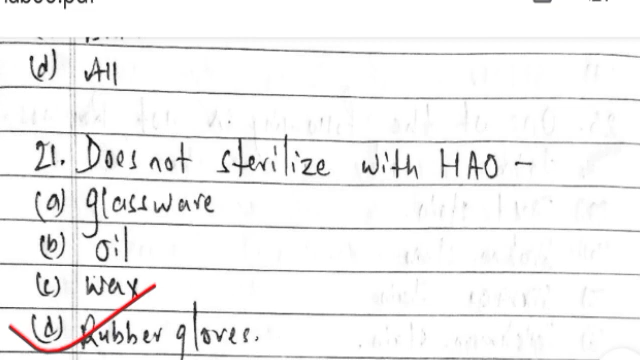 (d) All
21. Does not sterilize with HAO -
(a) glassware
(b) oil
(c) wax
(d) Rubber gloves.